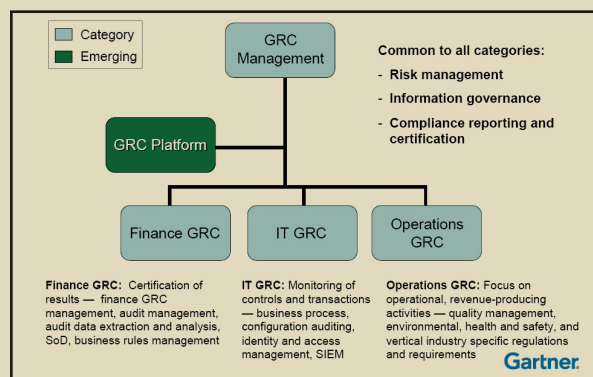 Category
Emerging
GRC
Management
Common to all categories:
- Risk management
- Information governance
- Compliance reporting and
certification
GRC Platform
Finance GRC
IT GRC
Operations
GRC
Finance GRC: Certification of
results — finance GRC
management, audit management,
audit data extraction and analysis,
SoD, business rules management
IT GRC: Monitoring of
controls and transactions
— business process,
configuration auditing,
identity and access
management, SIEM
Operations GRC: Focus on
operational, revenue-producing
activities — quality management,
environmental, health and safety, and
vertical industry specific regulations
and requirements
Gartner